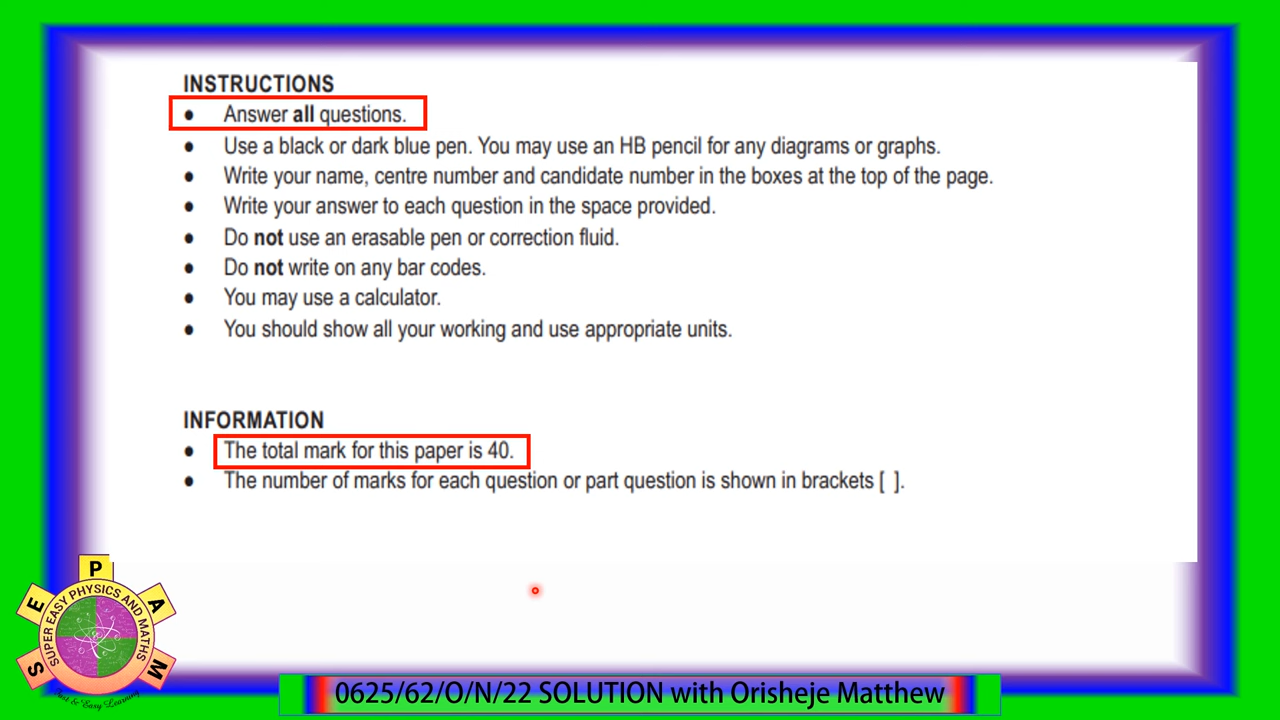 INSTRUCTIONS
● Answer all questions.
● Use a black or dark blue pen. You may use an HB pencil for any diagrams or graphs.
● Write your name, centre number and candidate number in the boxes at the top of the page.
● Write your answer to each question in the space provided.
● Do not use an erasable pen or correction fluid.
● Do not write on any bar codes.
● You may use a calculator.
● You should show all your working and use appropriate units.
INFORMATION
● The total mark for this paper is 40.
● The number of marks for each question or part question is shown in brackets [ ].
S E P A M
SUPER EASY PHYSICS AND MATHS
Fast & Easy Learning
0625/62/O/N/22 SOLUTION with Orisheje Matthew